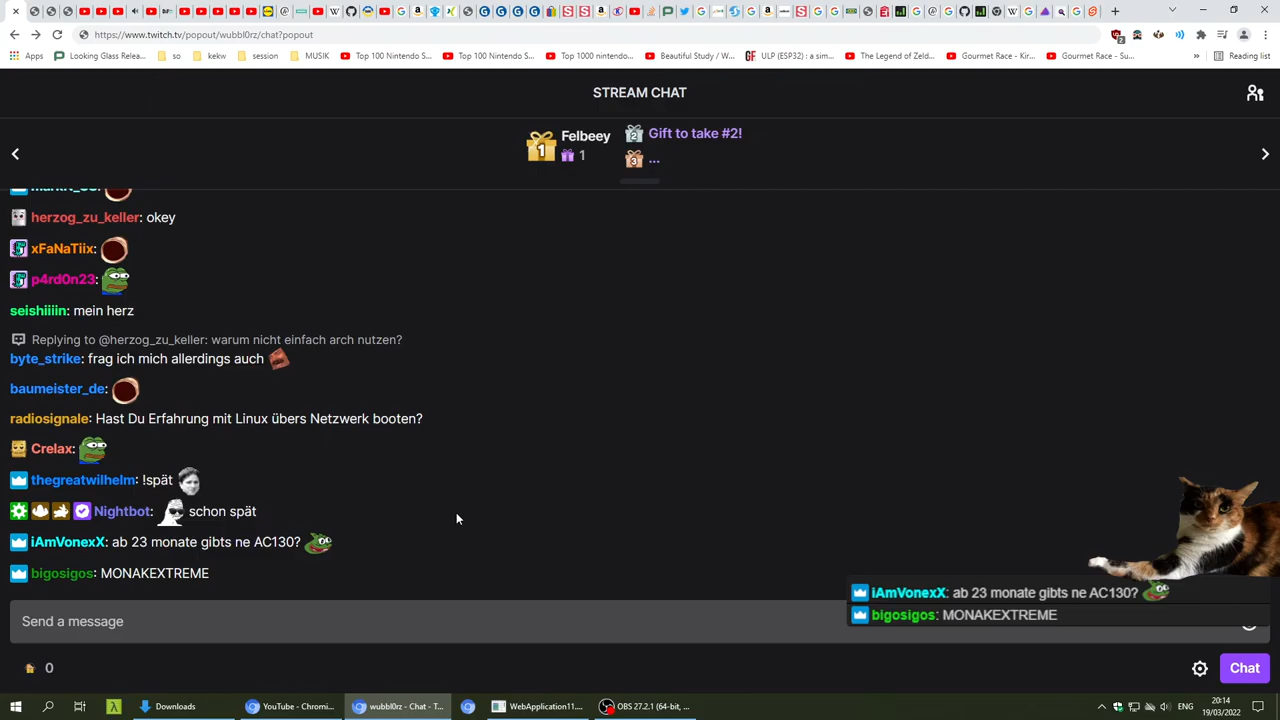 https://www.twitch.tv/popout/wubbl0rz/chat?popout
Apps
Looking Glass Relea...
so
kekw
session
MUSIK
Top 100 Nintendo S...
Top 100 Nintendo S...
Top 1000 nintendo...
Beautiful Study / W...
ULP (ESP32) : a sim...
The Legend of Zeld...
Gourmet Race - Kir...
Gourmet Race - Su...
»
Reading list
STREAM CHAT
1
Felbeey
1
2
Gift to take #2!
3
...
herzog_zu_keller: okey
xFaNaTiix:
p4rd0n23:
seishiiiin: mein herz
Replying to @herzog_zu_keller: warum nicht einfach arch nutzen?
byte_strike: frag ich mich allerdings auch
baumeister_de:
radiosignale: Hast Du Erfahrung mit Linux übers Netzwerk booten?
Crelax:
thegreatwilhelm: !spät
Nightbot: schon spät
iAmVonexX: ab 23 monate gibts ne AC130?
bigosigos: MONAKEXTREME
iAmVonexX: ab 23 monate gibts ne AC130?
bigosigos: MONAKEXTREME
Send a message
0
Chat
Downloads
YouTube - Chromi...
wubbl0rz - Chat - T...
WebApplication11...
OBS 27.2.1 (64-bit, ...
ENG
20:14
19/03/2022